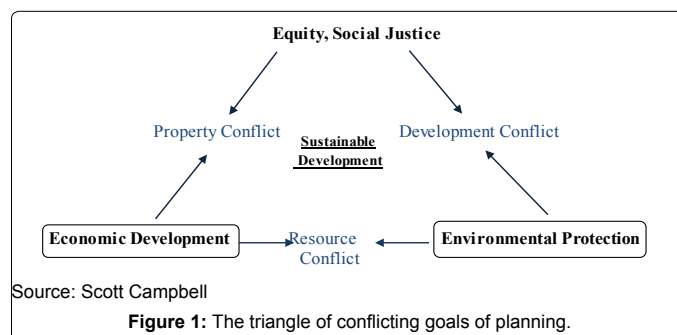 Equity, Social Justice
Property Conflict
Development Conflict
Sustainable
Development
Economic Development
Resource
Conflict
Environmental Protection
Source: Scott Campbell
Figure 1: The triangle of conflicting goals of planning.